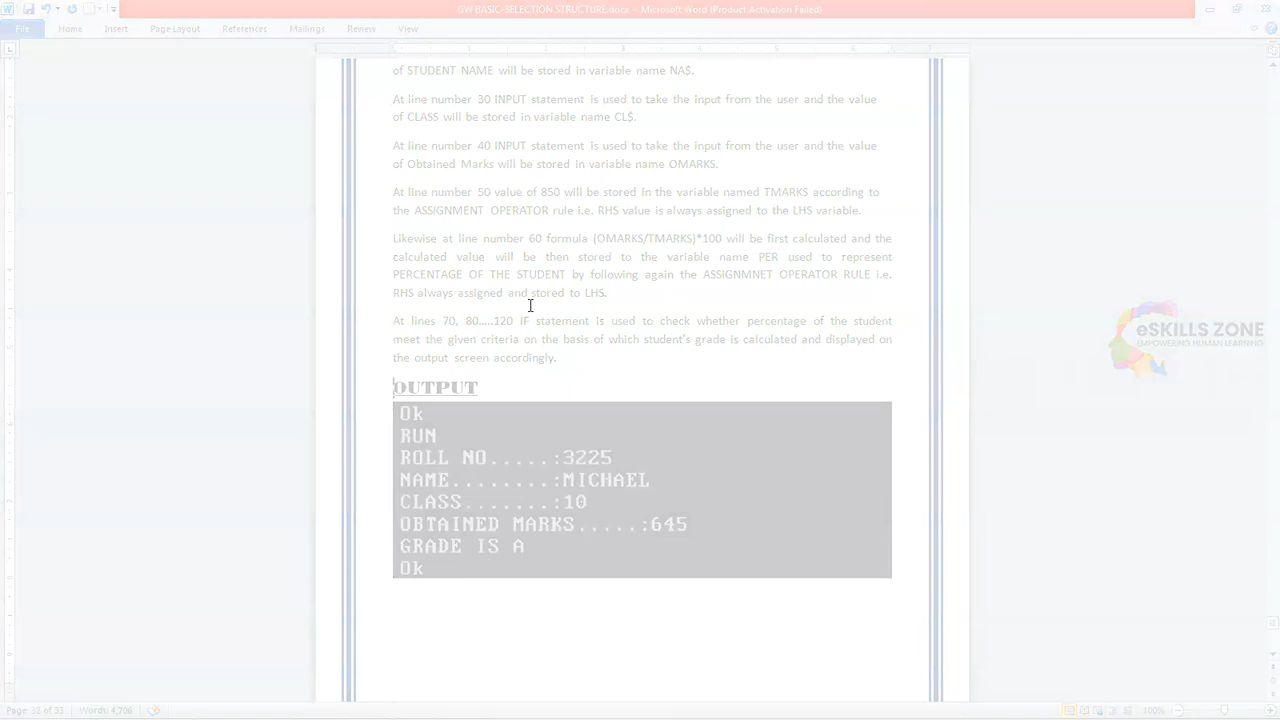 GW BASIC-SELECTION STRUCTURE.docx - Microsoft Word (Product Activation Failed)
File Home Insert Page Layout References Mailings Review View
of STUDENT NAME will be stored in variable name NA$.
At line number 30 INPUT statement is used to take the input from the user and the value
of CLASS will be stored in variable name CL$.
At line number 40 INPUT statement is used to take the input from the user and the value
of Obtained Marks will be stored in variable name OMARKS.
At line number 50 value of 850 will be stored in the variable named TMARKS according to
the ASSIGNMENT OPERATOR rule i.e. RHS value is always assigned to the LHS variable.
Likewise at line number 60 formula (OMARKS/TMARKS)*100 will be first calculated and the
calculated value will be then stored to the variable name PER used to represent
PERCENTAGE OF THE STUDENT by following again the ASSIGNMNET OPERATOR RULE i.e.
RHS always assigned and stored to LHS.
At lines 70, 80.....120 IF statement is used to check whether percentage of the student
meet the given criteria on the basis of which student's grade is calculated and displayed on
the output screen accordingly.
eSKILLS ZONE
EMPOWERING HUMAN LEARNING
OUTPUT
Ok
RUN
ROLL NO.....:3225
NAME........:MICHAEL
CLASS.......:10
OBTAINED MARKS.....:645
GRADE IS A
Ok
Page: 32 of 33 Words: 4,706 100%